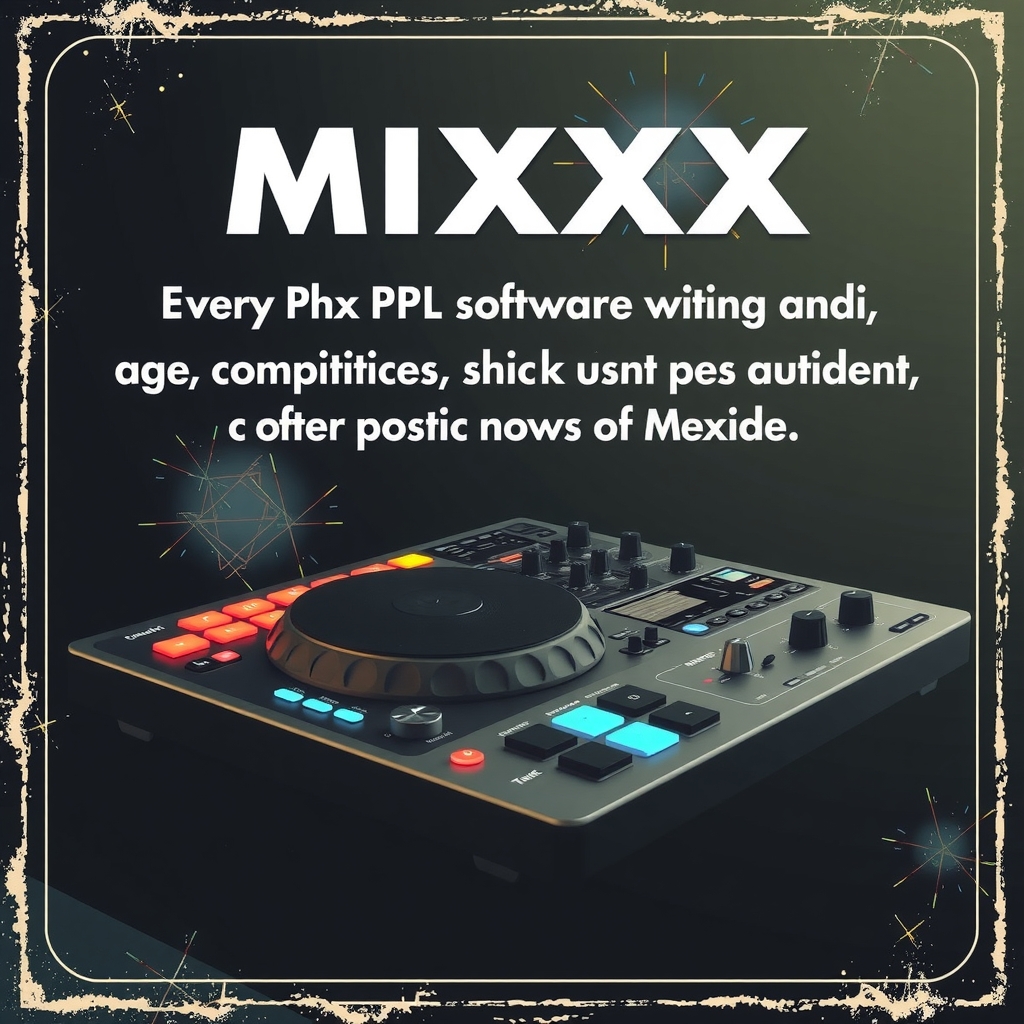 MIXXX
Every Phx PPL software witing andi,
age, compititices, shick usnt pes autident,
c ofter postic nows of Mexide.